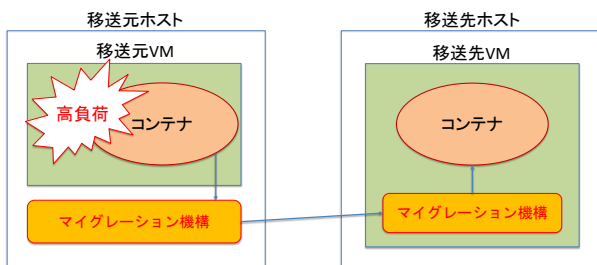 移送元ホスト
移送元VM
高負荷
コンテナ
マイグレーション機構
移送先ホスト
移送先VM
コンテナ
マイグレーション機構